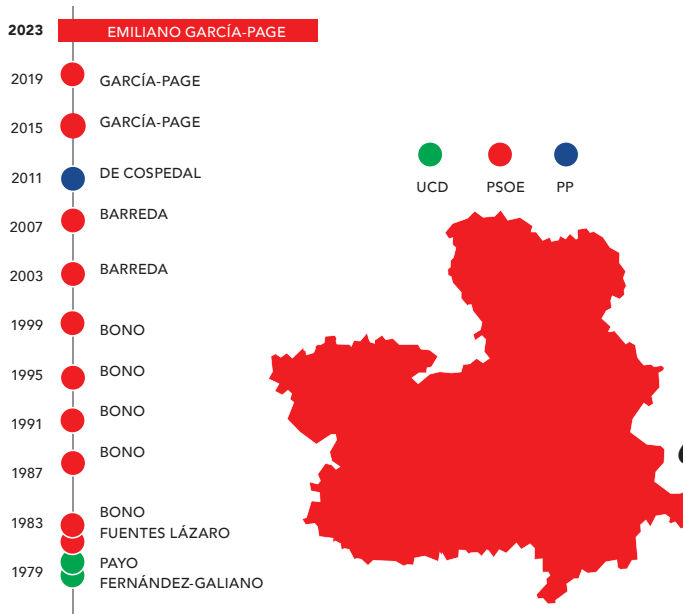 2023 EMILIANO GARCÍA-PAGE
2019 GARCÍA-PAGE
2015 GARCÍA-PAGE
2011 DE COSPEDAL
2007 BARREDA
2003 BARREDA
1999 BONO
1995 BONO
1991 BONO
1987 BONO
1983 BONO
FUENTES LÁZARO
1979 PAYO
FERNÁNDEZ-GALIANO
UCD PSOE PP